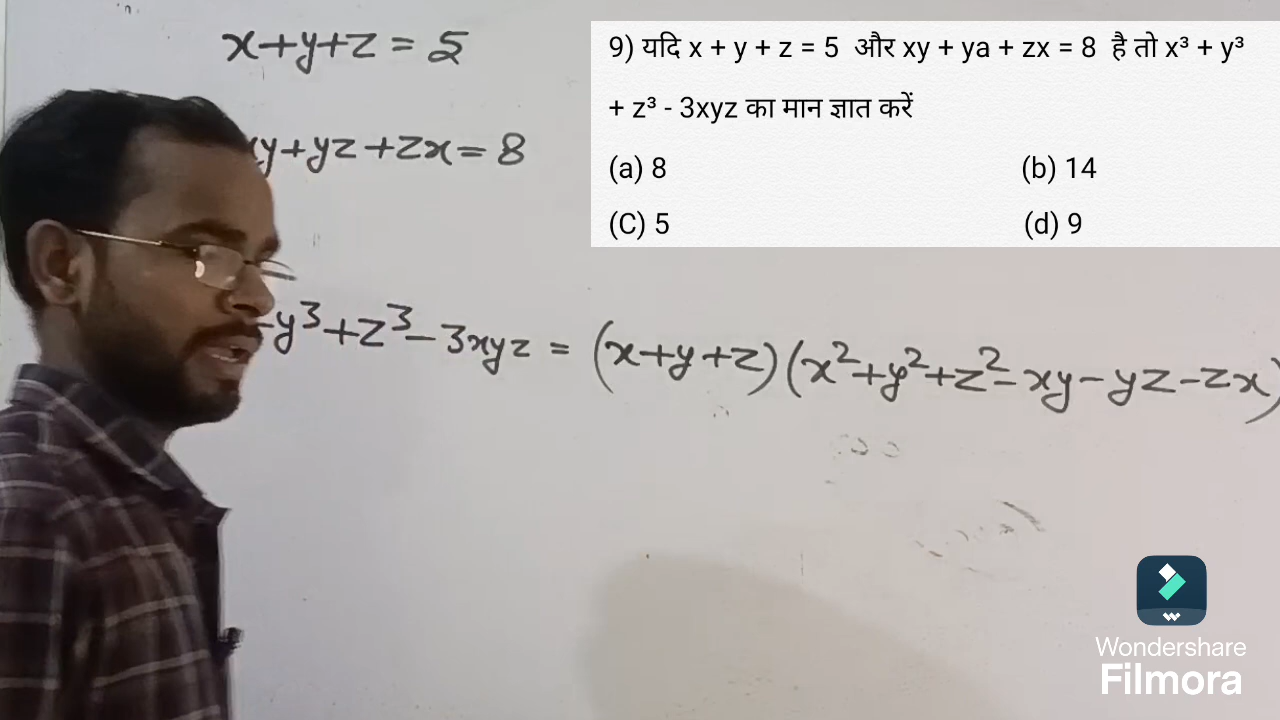 x+y+z = 5
y+yz+zx = 8
y³+z³-3xyz = (x+y+z)(x²+y²+z²-xy-yz-zx)
9) यदि x + y + z = 5 और xy + ya + zx = 8 है तो x³ + y³
+ z³ - 3xyz का मान ज्ञात करें
(a) 8 (b) 14
(C) 5 (d) 9
Wondershare
Filmora